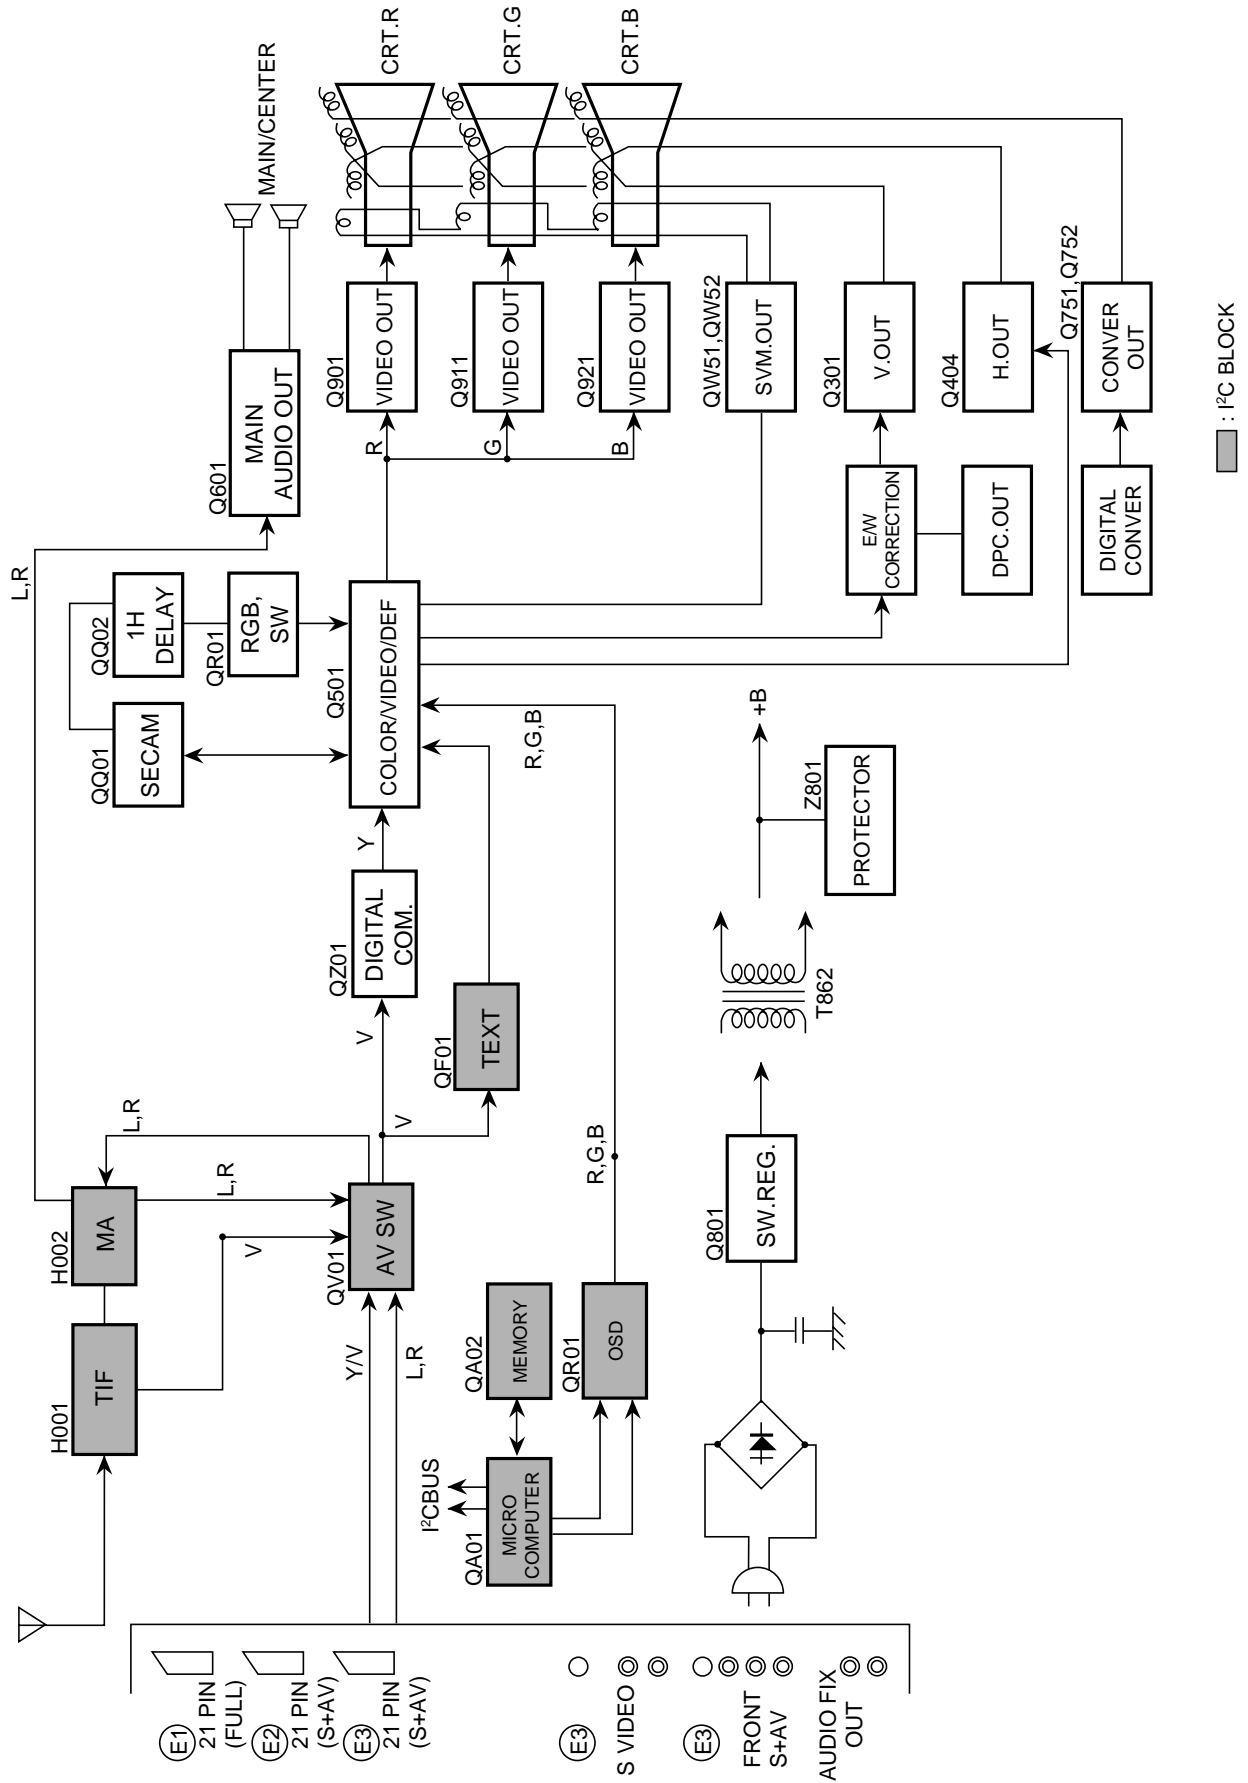 E1
21 PIN
(FULL)
E2
21 PIN
(S+AV)
E3
21 PIN
(S+AV)
E3
S VIDEO
E3
FRONT
S+AV
AUDIO FIX
OUT
H001
TIF
H002
MA
L,R
L,R
L,R
V
Y/V
L,R
QV01
AV SW
V
V
QZ01
DIGITAL
COM.
Y
QF01
TEXT
QA01
MICRO
COMPUTER
I²CBUS
QA02
MEMORY
QR01
OSD
R,G,B
R,G,B
QQ01
SECAM
QQ02
1H
DELAY
QR01
RGB,
SW
Q501
COLOR/VIDEO/DEF
Q601
MAIN
AUDIO OUT
MAIN/CENTER
R
G
B
Q901
VIDEO OUT
Q911
VIDEO OUT
Q921
VIDEO OUT
CRT.R
CRT.G
CRT.B
QW51,QW52
SVM.OUT
Q301
V.OUT
Q404
H.OUT
Q751,Q752
CONVER
OUT
E/W
CORRECTION
DPC.OUT
DIGITAL
CONVER
Q801
SW.REG.
T862
+B
Z801
PROTECTOR
: I²C BLOCK